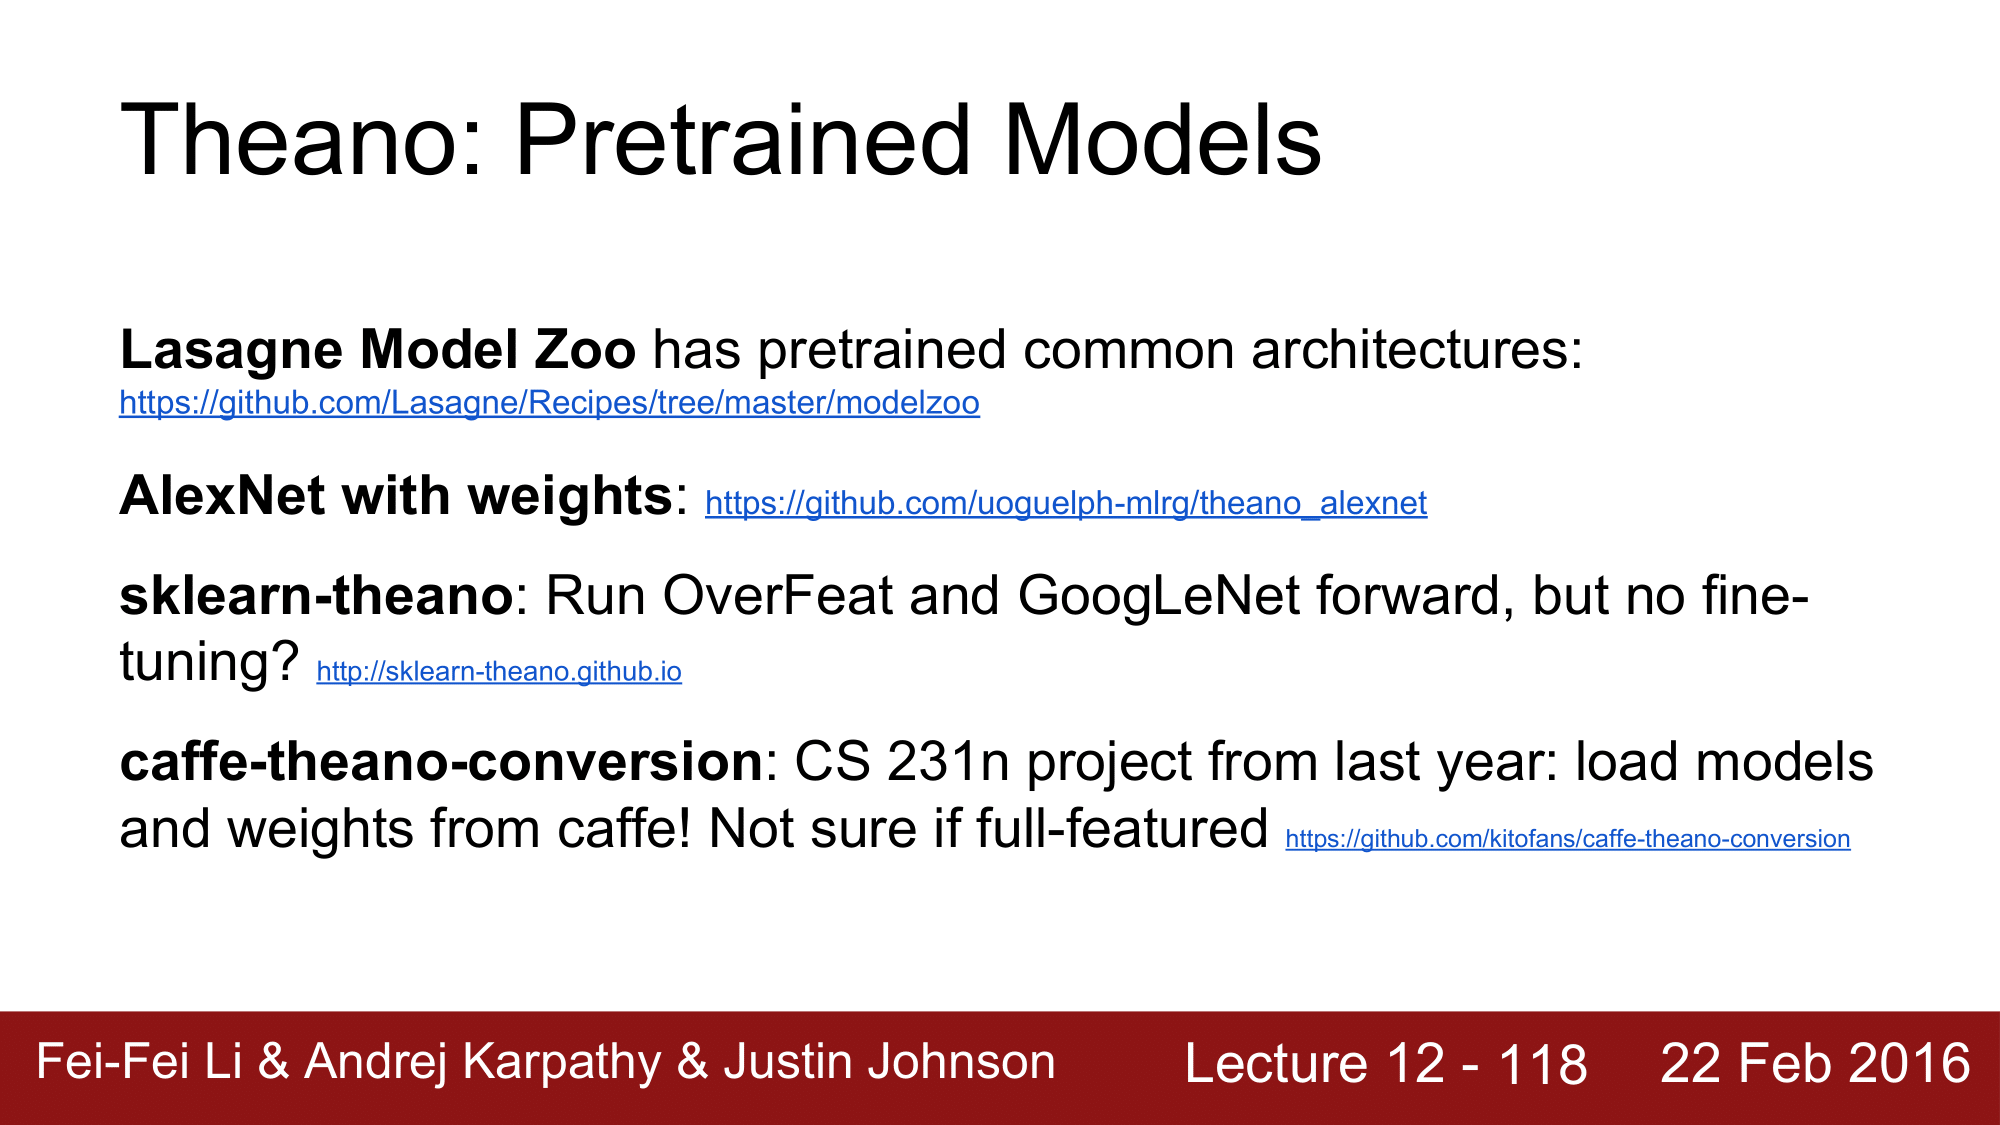 Theano: Pretrained Models
Lasagne Model Zoo has pretrained common architectures:
https://github.com/Lasagne/Recipes/tree/master/modelzoo
AlexNet with weights: https://github.com/uoguelph-mlrg/theano_alexnet
sklearn-theano: Run OverFeat and GoogLeNet forward, but no fine-
tuning? http://sklearn-theano.github.io
caffe-theano-conversion: CS 231n project from last year: load models
and weights from caffe! Not sure if full-featured https://github.com/kitofans/caffe-theano-conversion
Fei-Fei Li & Andrej Karpathy & Justin Johnson Lecture 12 - 118 22 Feb 2016